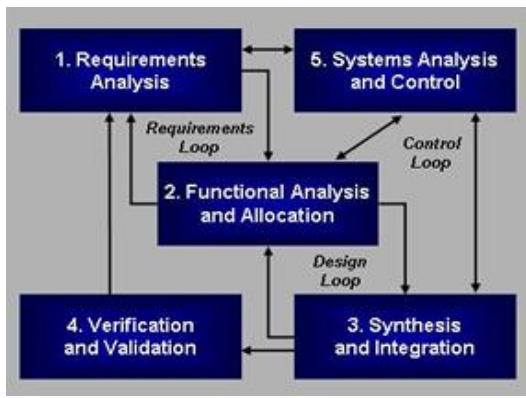 1. Requirements
Analysis
5. Systems Analysis
and Control
Requirements
Loop
Control
Loop
2. Functional Analysis
and Allocation
Design
Loop
4. Verification
and Validation
3. Synthesis
and Integration